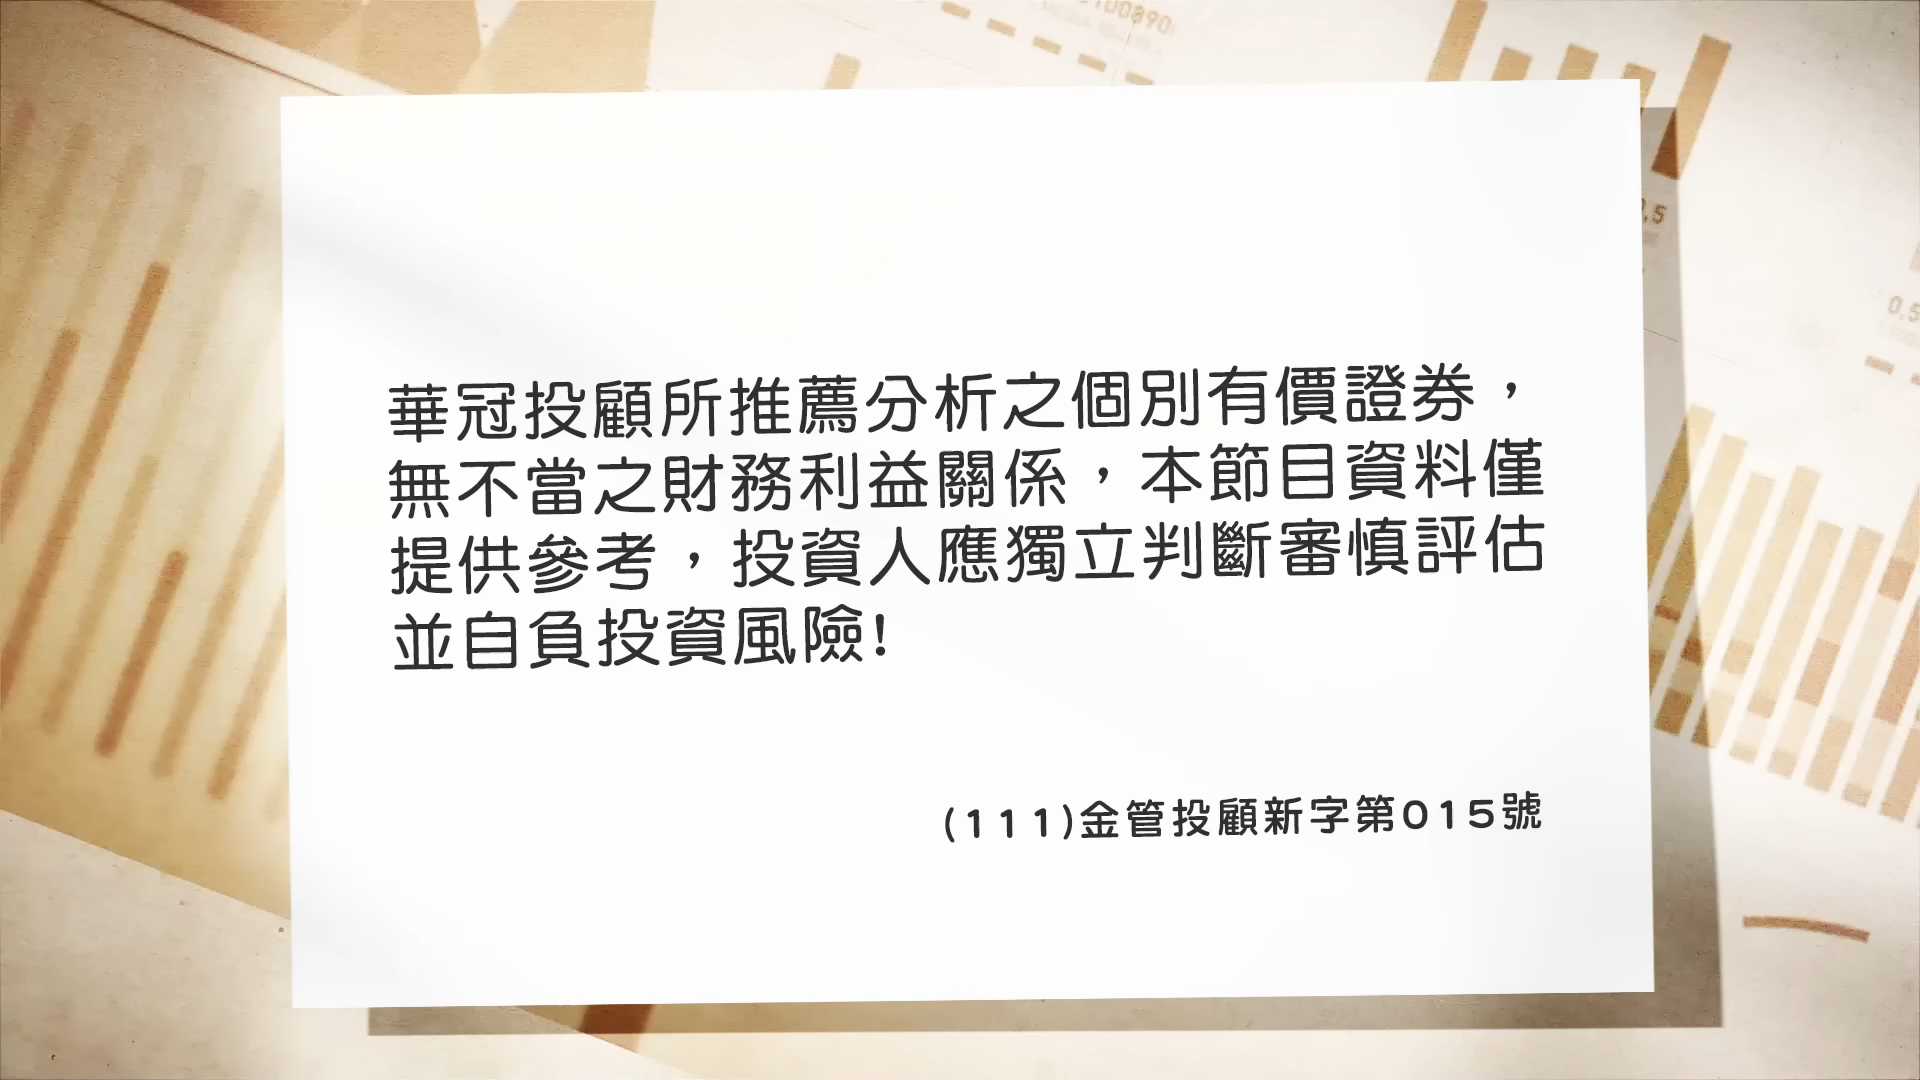 華冠投顧所推薦分析之個別有價證券，
無不當之財務利益關係，本節目資料僅
提供參考，投資人應獨立判斷審慎評估
並自負投資風險!
(111)金管投顧新字第015號